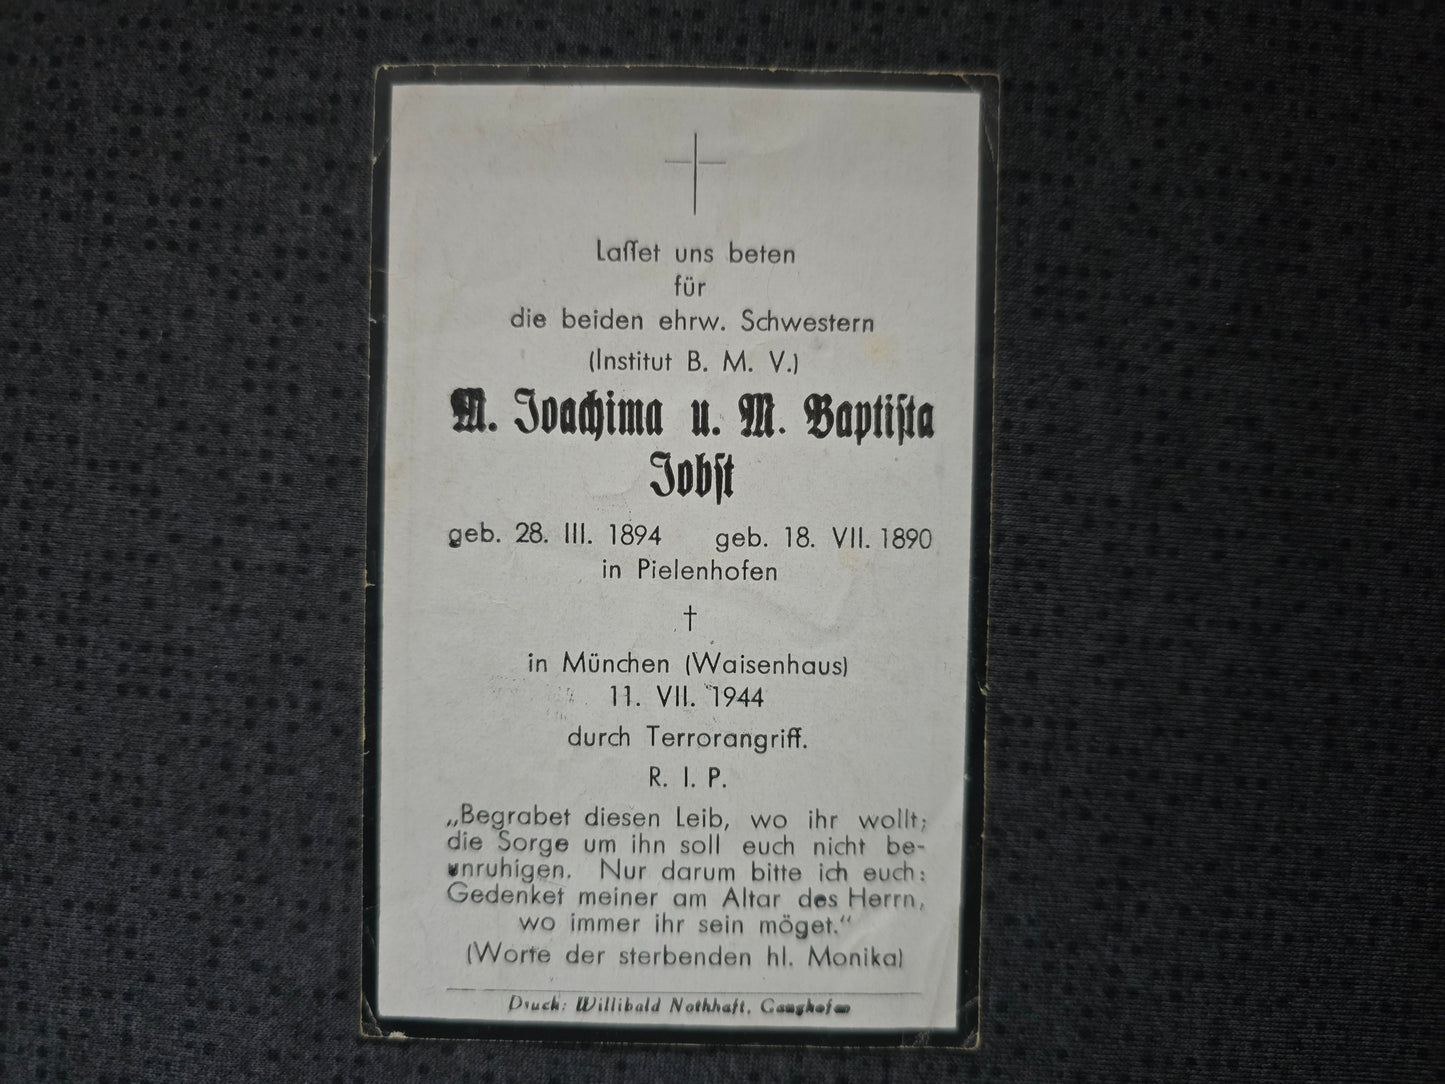 Lasset uns beten
für
die beiden ehrw. Schwestern
(Institut B. M. V.)
M. Joachima u. M. Baptista
Jobst
geb. 28. III. 1894 geb. 18. VII. 1890
in Pielenhofen
†
in München (Waisenhaus)
11. VII. 1944
durch Terrorangriff.
R. I. P.
„Begrabet diesen Leib, wo ihr wollt;
die Sorge um ihn soll euch nicht be-
unruhigen. Nur darum bitte ich euch:
Gedenket meiner am Altar des Herrn,
wo immer ihr sein möget.“
(Worte der sterbenden hl. Monika)
Druck: Willibald Nothhaft, Ganghofen